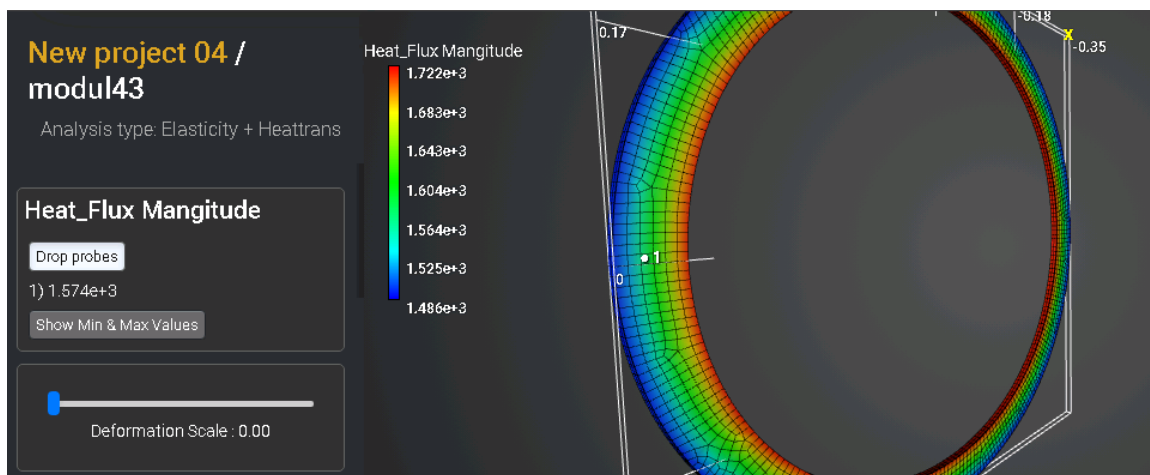 New project 04 /
modul43
Analysis type: Elasticity + Heattrans
Heat_Flux Mangitude
Drop probes
1) 1.574e+3
Show Min & Max Values
Deformation Scale : 0.00
Heat_Flux Mangitude
1.722e+3
1.683e+3
1.643e+3
1.604e+3
1.564e+3
1.525e+3
1.486e+3
0.17
-0.18
X
-0.35
1
0